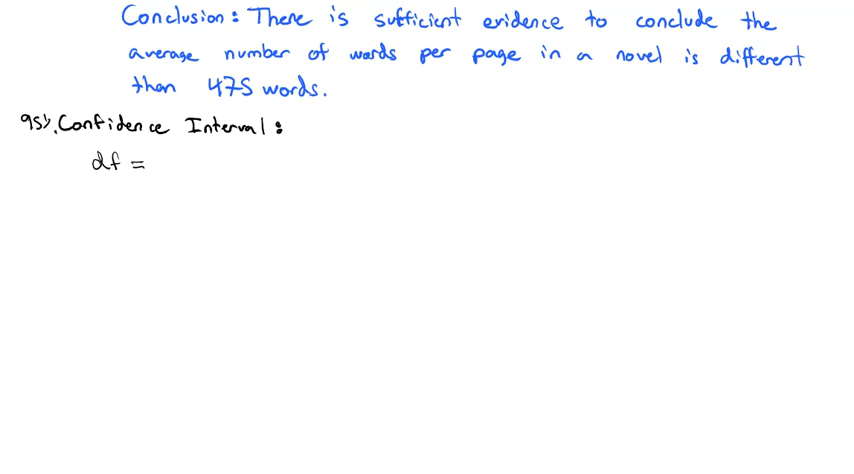 Conclusion: There is sufficient evidence to conclude the
average number of words per page in a novel is different
than 475 words.
95% Confidence Interval:
df =